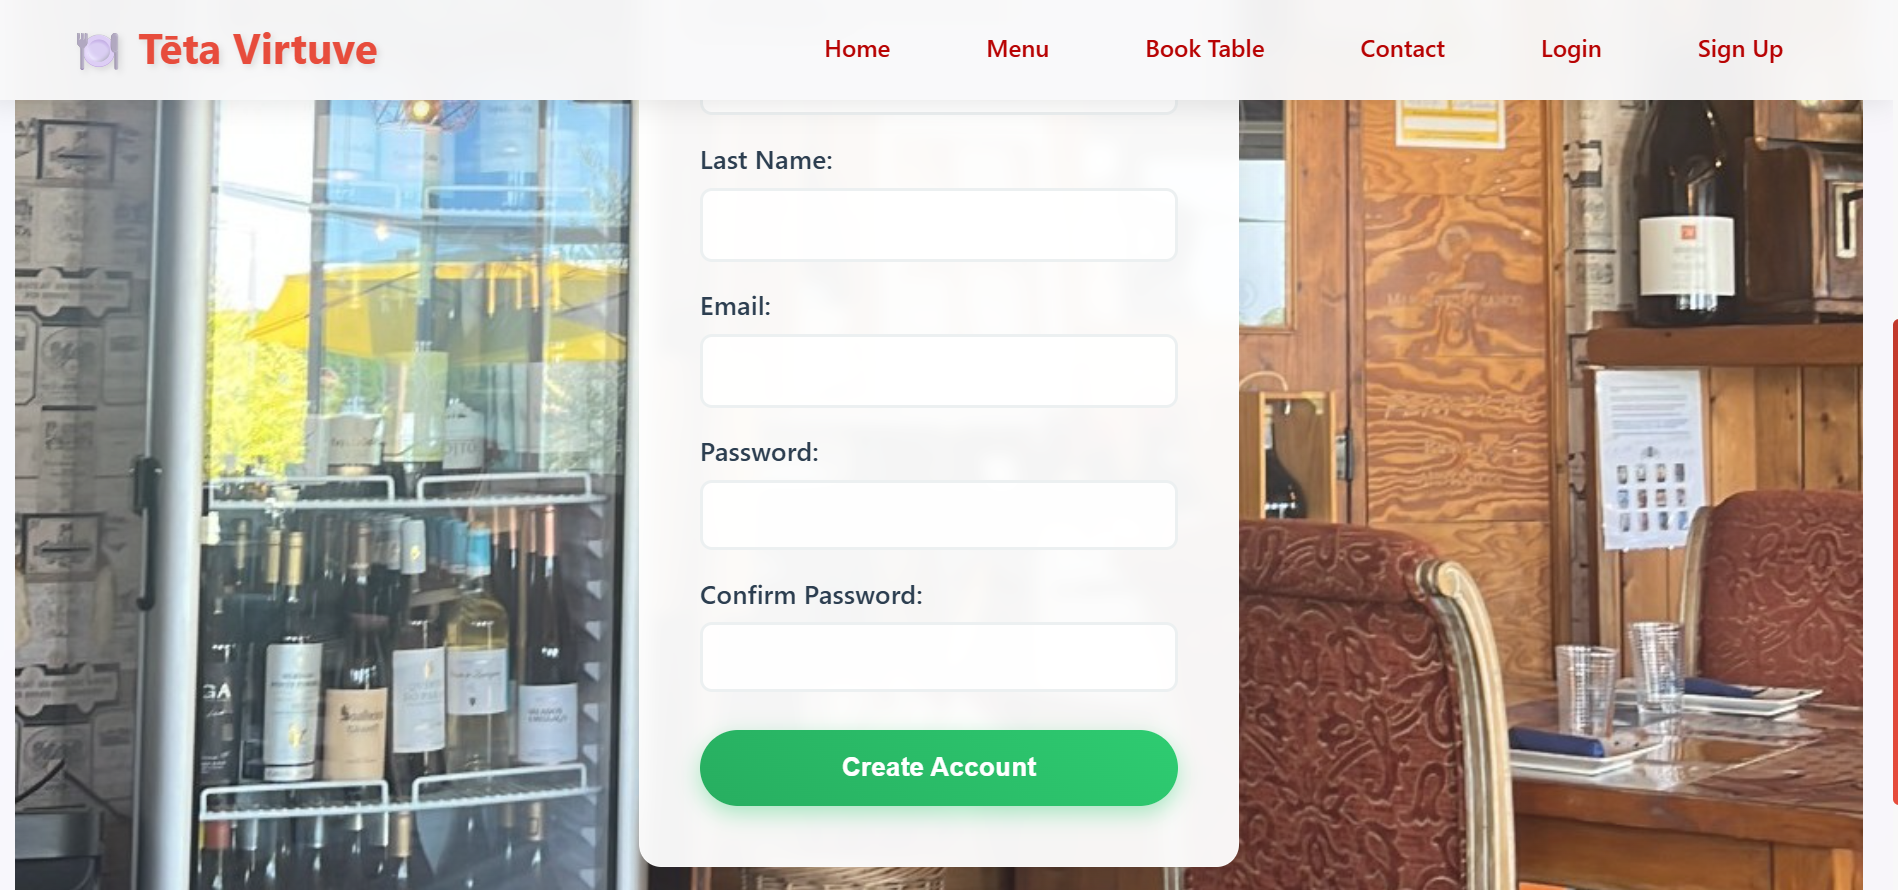 Tēta Virtuve
Home
Menu
Book Table
Contact
Login
Sign Up
Last Name:
Email:
Password:
Confirm Password:
Create Account